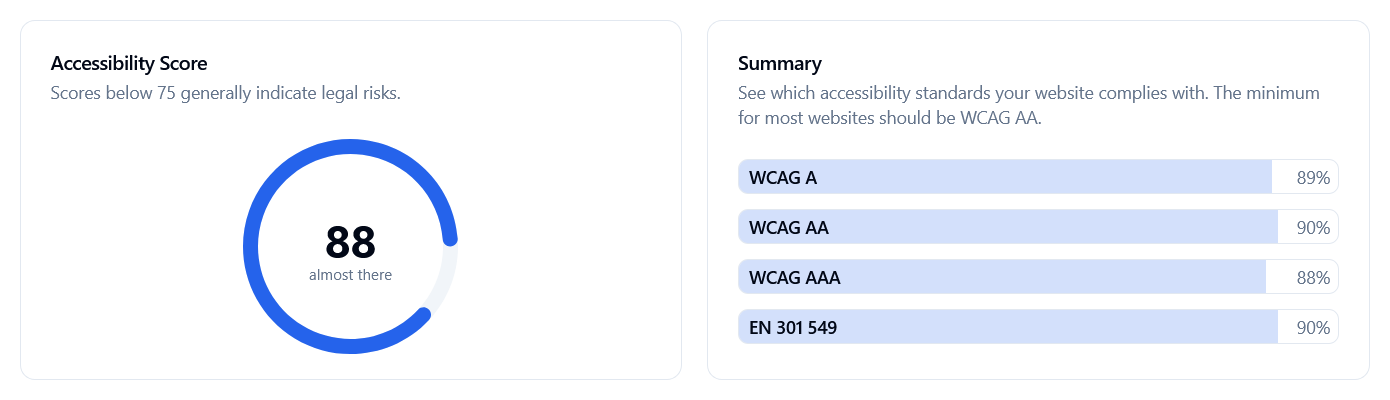 Accessibility Score
Scores below 75 generally indicate legal risks.
88
almost there
Summary
See which accessibility standards your website complies with. The minimum
for most websites should be WCAG AA.
WCAG A 89%
WCAG AA 90%
WCAG AAA 88%
EN 301 549 90%